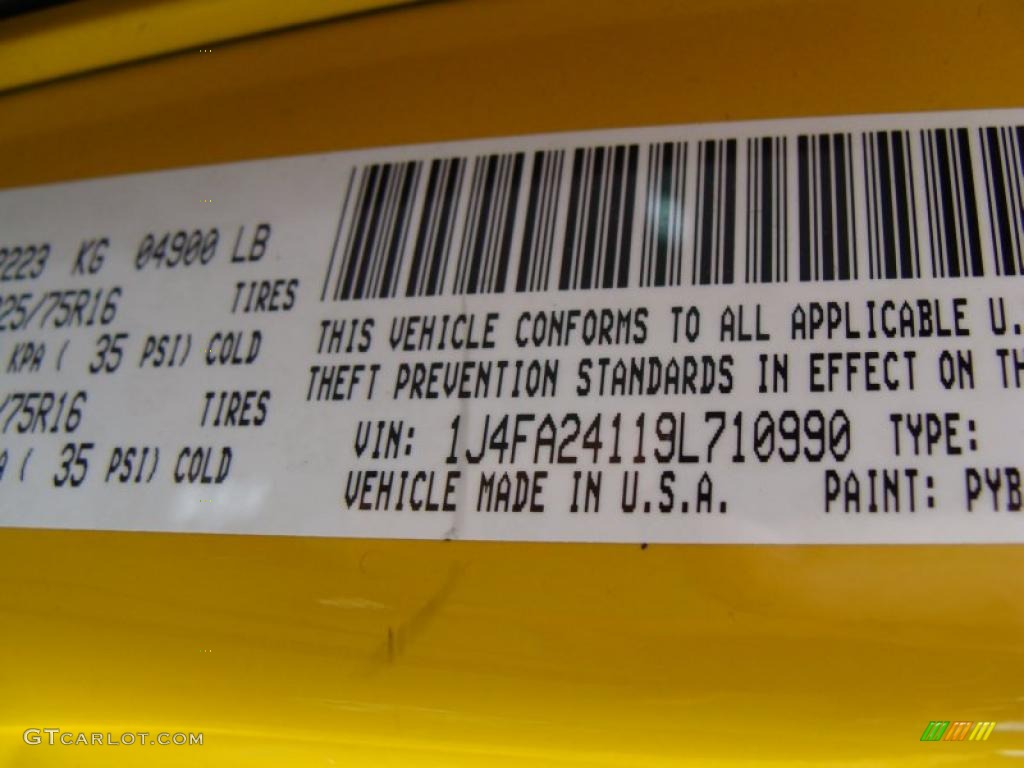 2223 KG 04900 LB
225/75R16 TIRES
KPA ( 35 PSI) COLD
/75R16 TIRES
A ( 35 PSI) COLD
THIS VEHICLE CONFORMS TO ALL APPLICABLE U.
THEFT PREVENTION STANDARDS IN EFFECT ON TH
VIN: 1J4FA24119L710990 TYPE:
VEHICLE MADE IN U.S.A. PAINT: PYB
GTCARLOT.COM